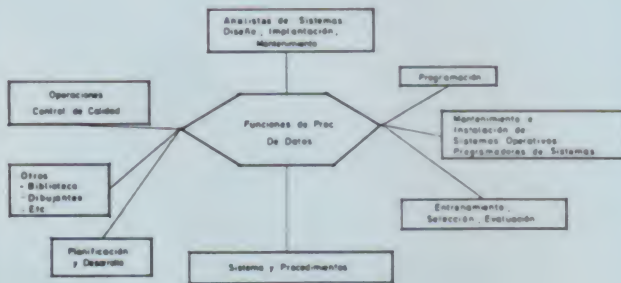 Analistas de Sistemas
Diseño, Implantación,
Mantenimiento
Operaciones
Control de Calidad
Programación
Funciones de Proc
De Datos
Mantenimiento e
Instalación de
Sistemas Operativos
Programadores de Sistemas
Otros
- Biblioteca
- Dibujantes
- Etc
Entrenamiento,
Selección, Evaluación
Planificación
y Desarrollo
Sistema y Procedimientos